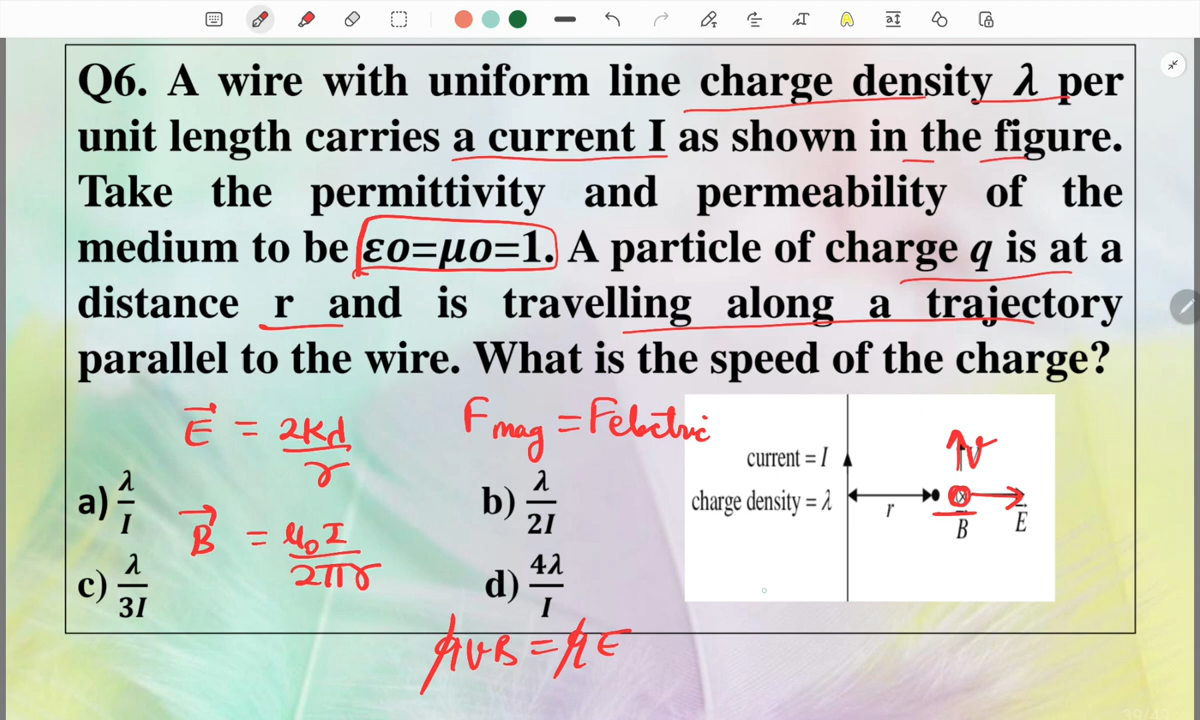 Q6. A wire with uniform line charge density λ per
unit length carries a current I as shown in the figure.
Take the permittivity and permeability of the
medium to be εo=μo=1. A particle of charge q is at a
distance r and is travelling along a trajectory
parallel to the wire. What is the speed of the charge?
E = 2Kλ/r
F mag = Felectric
a) λ/I
b) λ/2I
B = μ0 I/2πr
c) λ/3I
d) 4λ/I
qVB = qE
V
current = I
charge density = λ
r
B
E